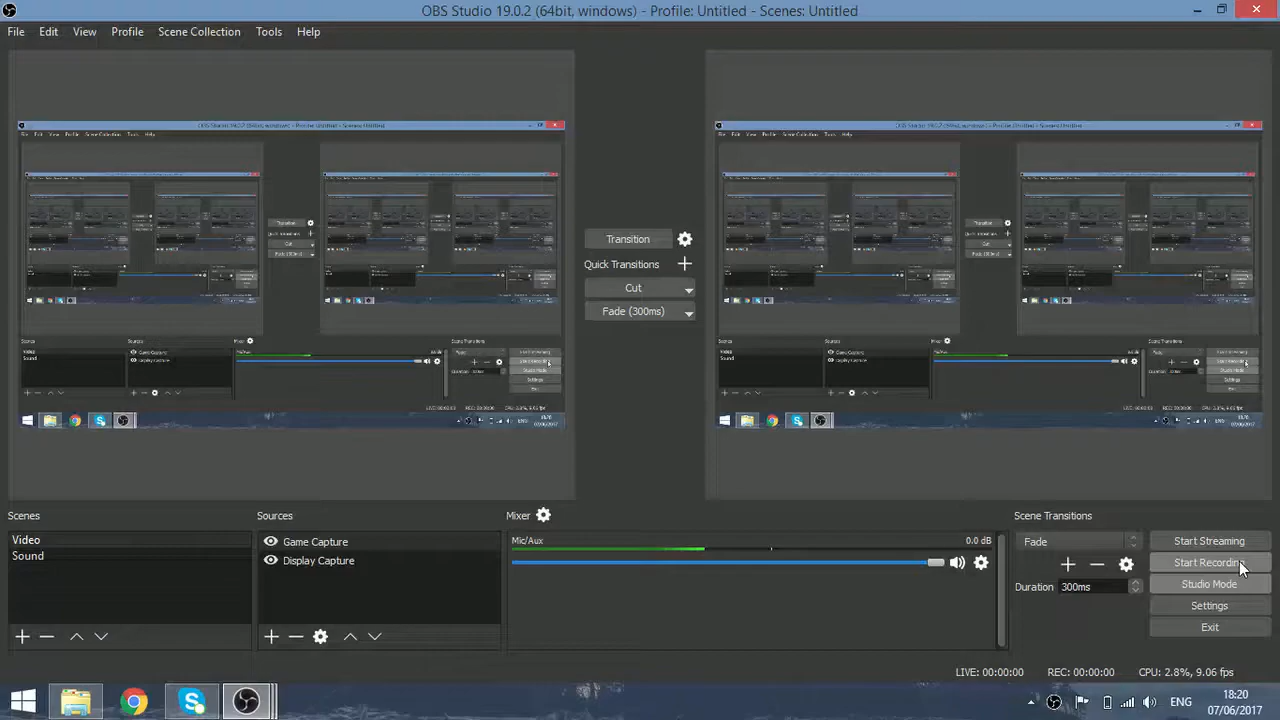 OBS Studio 19.0.2 (64bit, windows) - Profile: Untitled - Scenes: Untitled
File Edit View Profile Scene Collection Tools Help
Transition
Quick Transitions
Cut
Fade (300ms)
Scenes
Video
Sound
Sources
Game Capture
Display Capture
Mixer
Mic/Aux 0.0 dB
Scene Transitions
Fade
Duration 300ms
Start Streaming
Start Recording
Studio Mode
Settings
Exit
LIVE: 00:00:00 REC: 00:00:00 CPU: 2.8%, 9.06 fps
ENG
18:20
07/06/2017